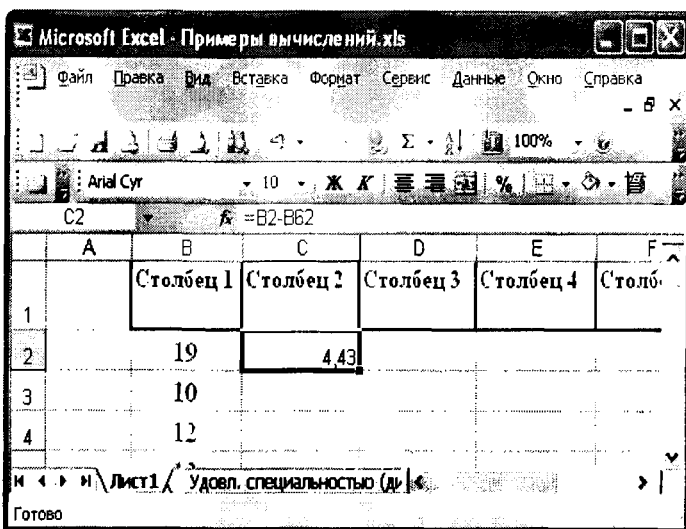 Microsoft Excel - Примеры вычислений.xls
Файл Правка Вид Вставка Формат Сервис Данные Окно Справка
Σ 100%
Arial Cyr 10 Ж К %
C2 fx =B2-B62
A B C D E F
1 Столбец 1 Столбец 2 Столбец 3 Столбец 4 Столб
2 19 4,43
3 10
4 12
Лист1 Удовл. специальностью (ди
Готово